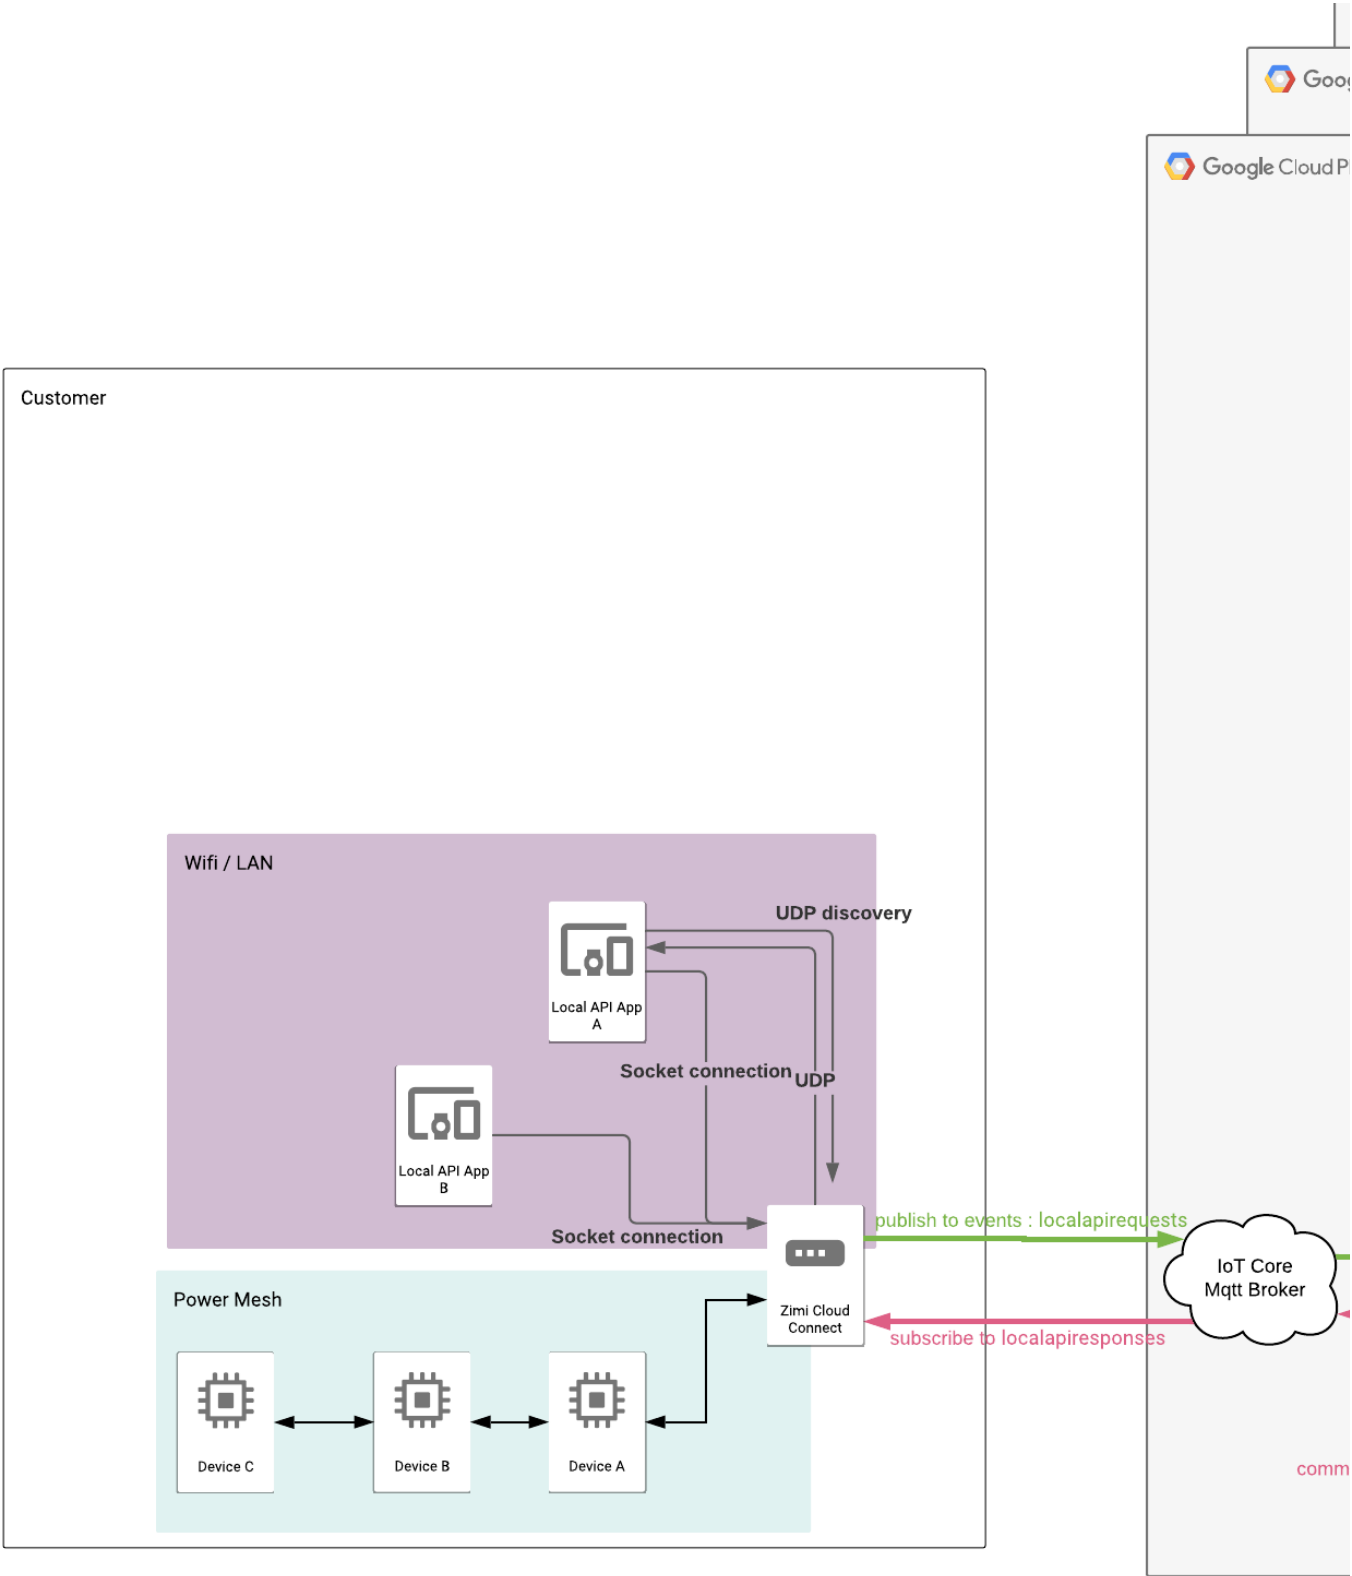 Goog
Google Cloud Pl
Customer
Wifi / LAN
UDP discovery
Local API App
A
Socket connection
UDP
Local API App
B
Socket connection
publish to events : localapirequests
IoT Core
Mqtt Broker
Zimi Cloud
Connect
subscribe to localapiresponses
Power Mesh
Device C
Device B
Device A
comm